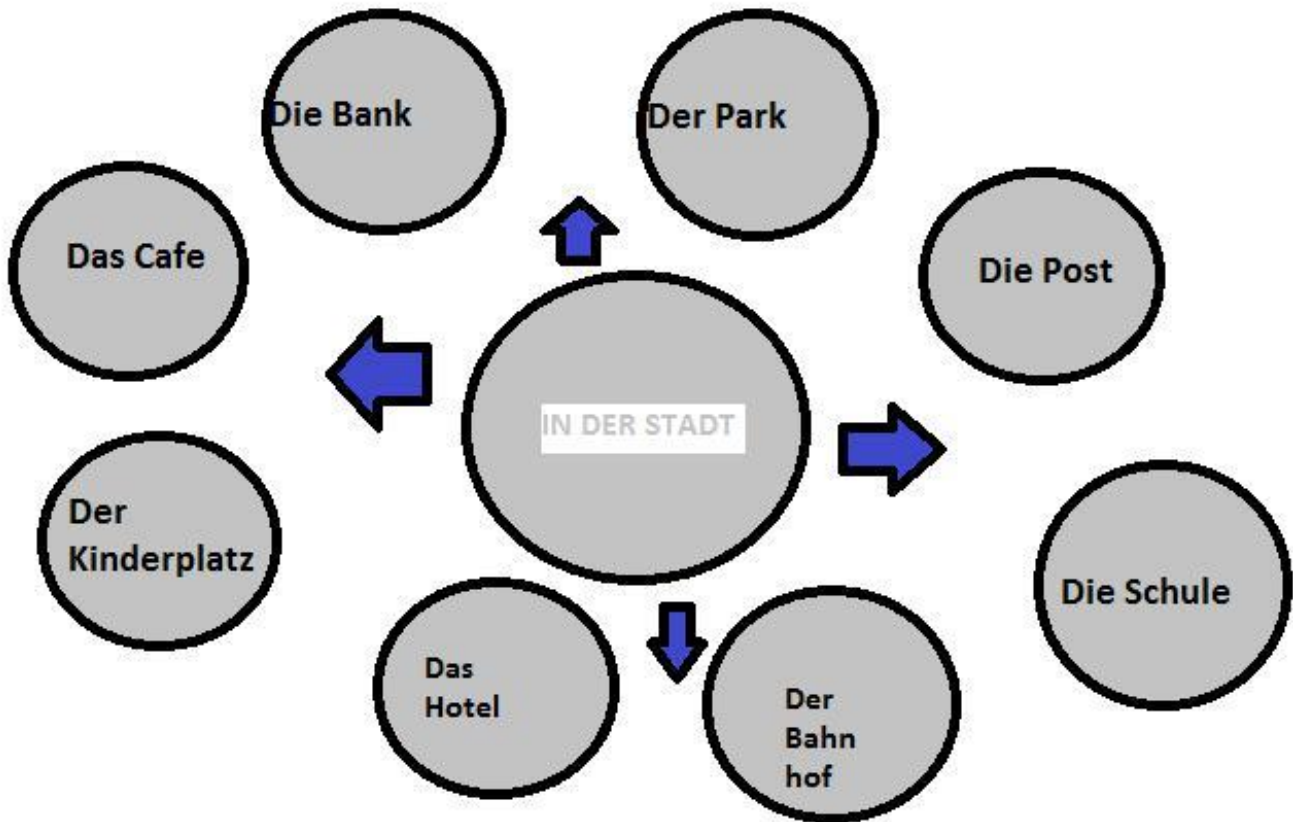 Die Bank
Der Park
Das Cafe
Die Post
IN DER STADT
Der
Kinderplatz
Die Schule
Das
Hotel
Der
Bahn
hof